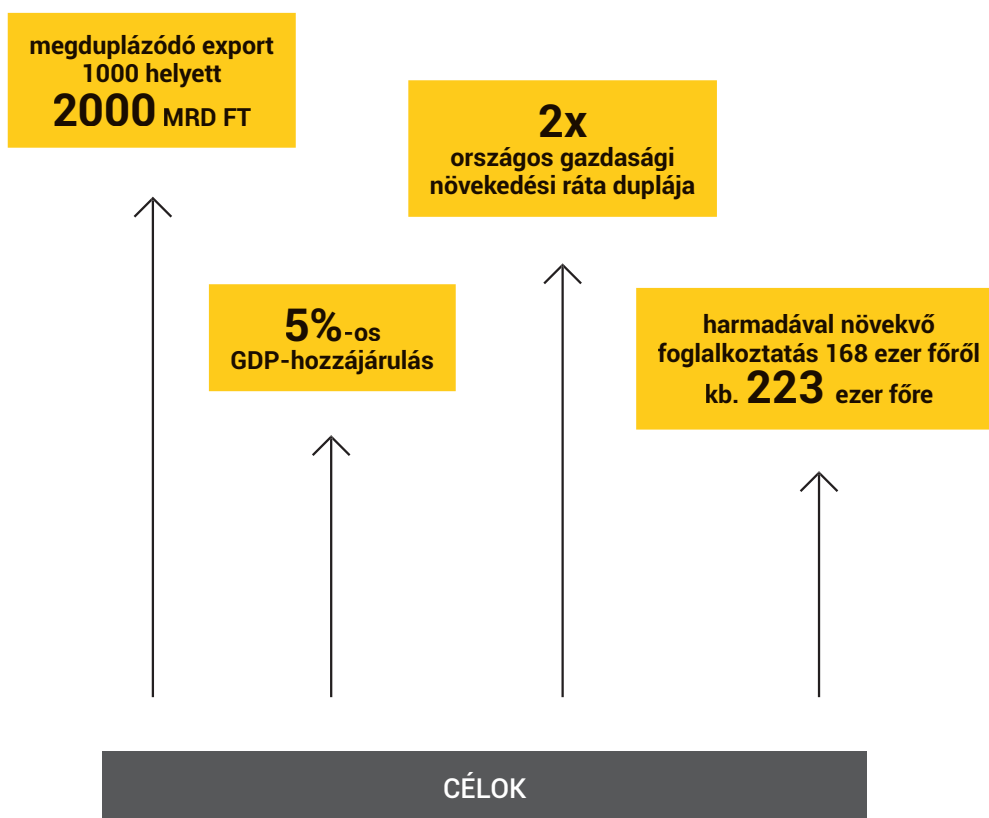 megduplázódó export
1000 helyett
2000 MRD FT
2x
országos gazdasági
növekedési ráta duplája
5%-os
GDP-hozzájárulás
harmadával növekvő
foglalkoztatás 168 ezer főről
kb. 223 ezer főre
CÉLOK